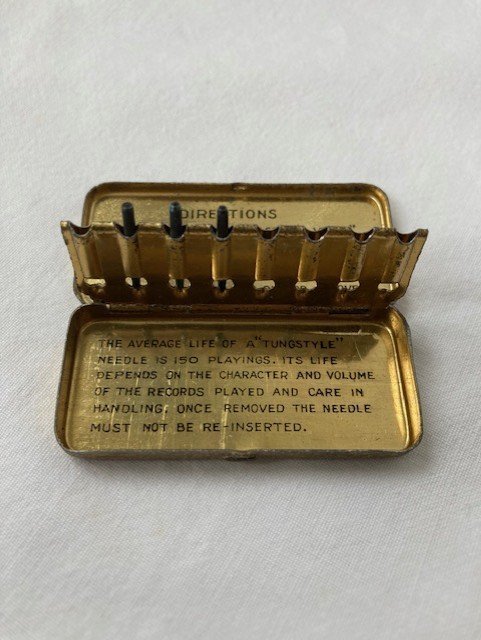 DIRECTIONS
THE AVERAGE LIFE OF A "TUNGSTYLE"
NEEDLE IS 150 PLAYINGS. ITS LIFE
DEPENDS ON THE CHARACTER AND VOLUME
OF THE RECORDS PLAYED AND CARE IN
HANDLING. ONCE REMOVED THE NEEDLE
MUST NOT BE RE-INSERTED.